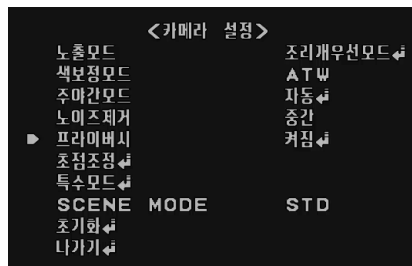 <카메라 설정>
노출모드 조리개우선모드↲
색보정모드 ATW
주야간모드 자동↲
노이즈제거 중간
프라이버시 켜짐↲
초점조정↲
특수모드↲
SCENE MODE STD
초기화↲
나가기↲